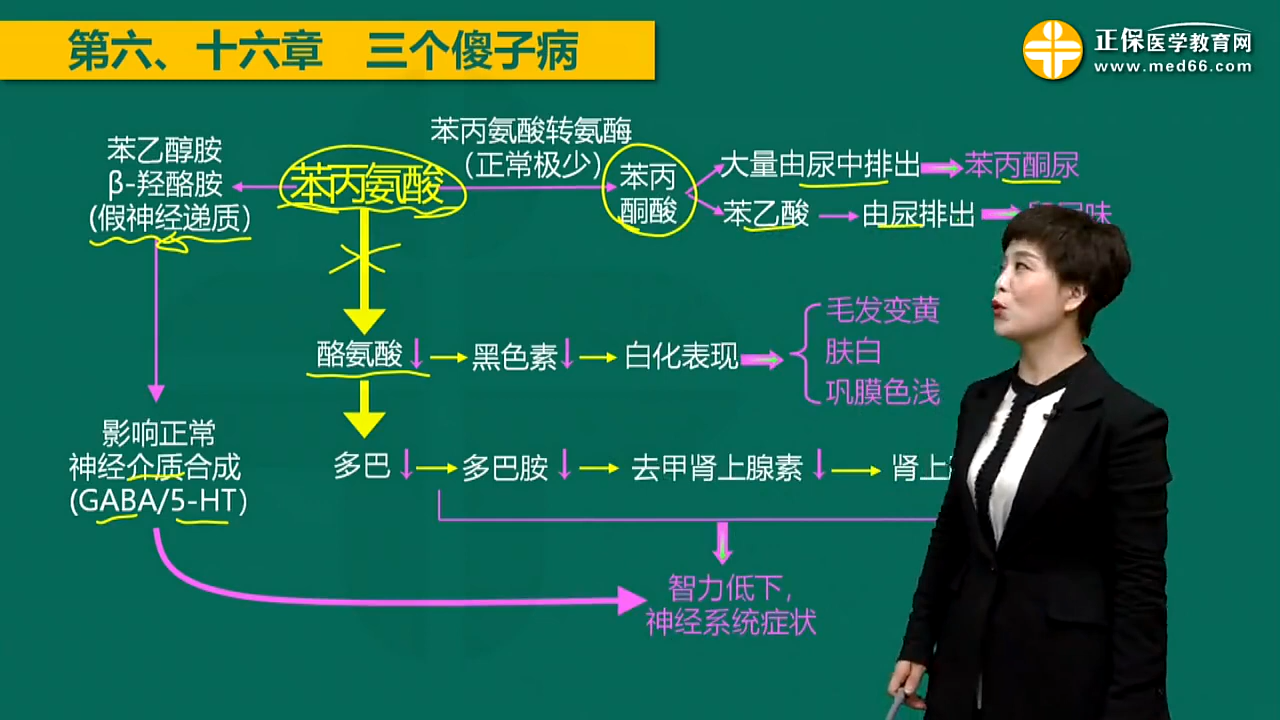 第六、十六章 三个傻子病
正保医学教育网
www.med66.com
苯乙醇胺
β-羟酪胺
(假神经递质)
苯丙氨酸
苯丙氨酸转氨酶
(正常极少)
苯丙
酮酸
大量由尿中排出
苯丙酮尿
苯乙酸
由尿排出
味
酪氨酸
黑色素
白化表现
毛发变黄
肤白
巩膜色浅
影响正常
神经介质合成
(GABA/5-HT)
多巴
多巴胺
去甲肾上腺素
肾上
智力低下,
神经系统症状